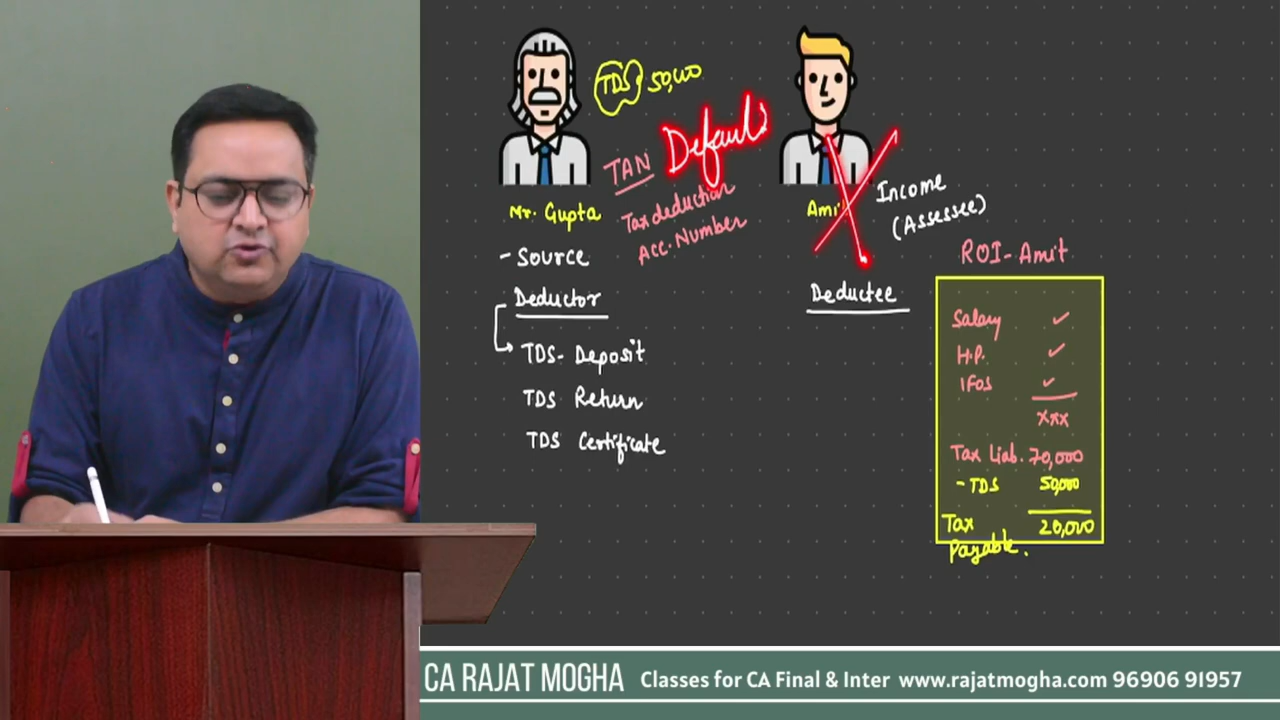 TDS 50,000
TAN
Default
Tax deduction
Acc. Number
Mr. Gupta
- Source
Deductor
TDS - Deposit
TDS Return
TDS Certificate
Amit
Income
(Assessee)
Deductee
ROI - Amit
Salary ✓
H.P. ✓
IFOS ✓
xxx
Tax Liab. 70,000
- TDS 50,000
Tax Payable. 20,000
CA RAJAT MOGHA Classes for CA Final & Inter www.rajatmogha.com 96906 91957